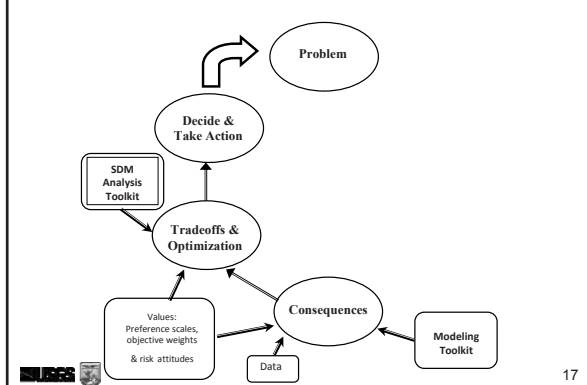 Problem
Decide &
Take Action
SDM
Analysis
Toolkit
Tradeoffs &
Optimization
Values:
Preference scales,
objective weights
& risk attitudes
Consequences
Data
Modeling
Toolkit
USGS
17